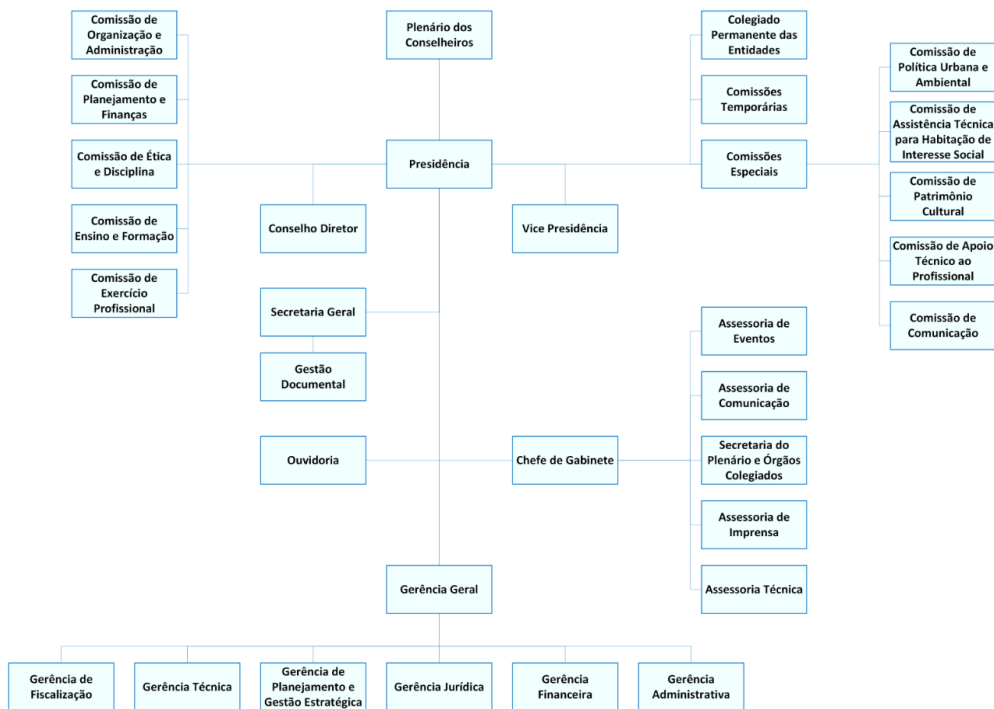 Comissão de
Organização e
Administração
Plenário dos
Conselheiros
Colegiado
Permanente das
Entidades
Comissão de
Política Urbana e
Ambiental
Comissão de
Planejamento e
Finanças
Comissões
Temporárias
Comissão de
Assistência Técnica
para Habitação de
Interesse Social
Comissão de Ética
e Disciplina
Presidência
Comissões
Especiais
Comissão de
Patrimônio
Cultural
Comissão de
Ensino e Formação
Conselho Diretor
Vice Presidência
Comissão de Apoio
Técnico ao
Profissional
Comissão de
Exercício
Profissional
Secretaria Geral
Assessoria de
Eventos
Comissão de
Comunicação
Gestão
Documental
Assessoria de
Comunicação
Ouvidoria
Chefe de Gabinete
Secretaria do
Plenário e Órgãos
Colegiados
Assessoria de
Imprensa
Gerência Geral
Assessoria Técnica
Gerência de
Fiscalização
Gerência Técnica
Gerência de
Planejamento e
Gestão Estratégica
Gerência Jurídica
Gerência
Financeira
Gerência
Administrativa